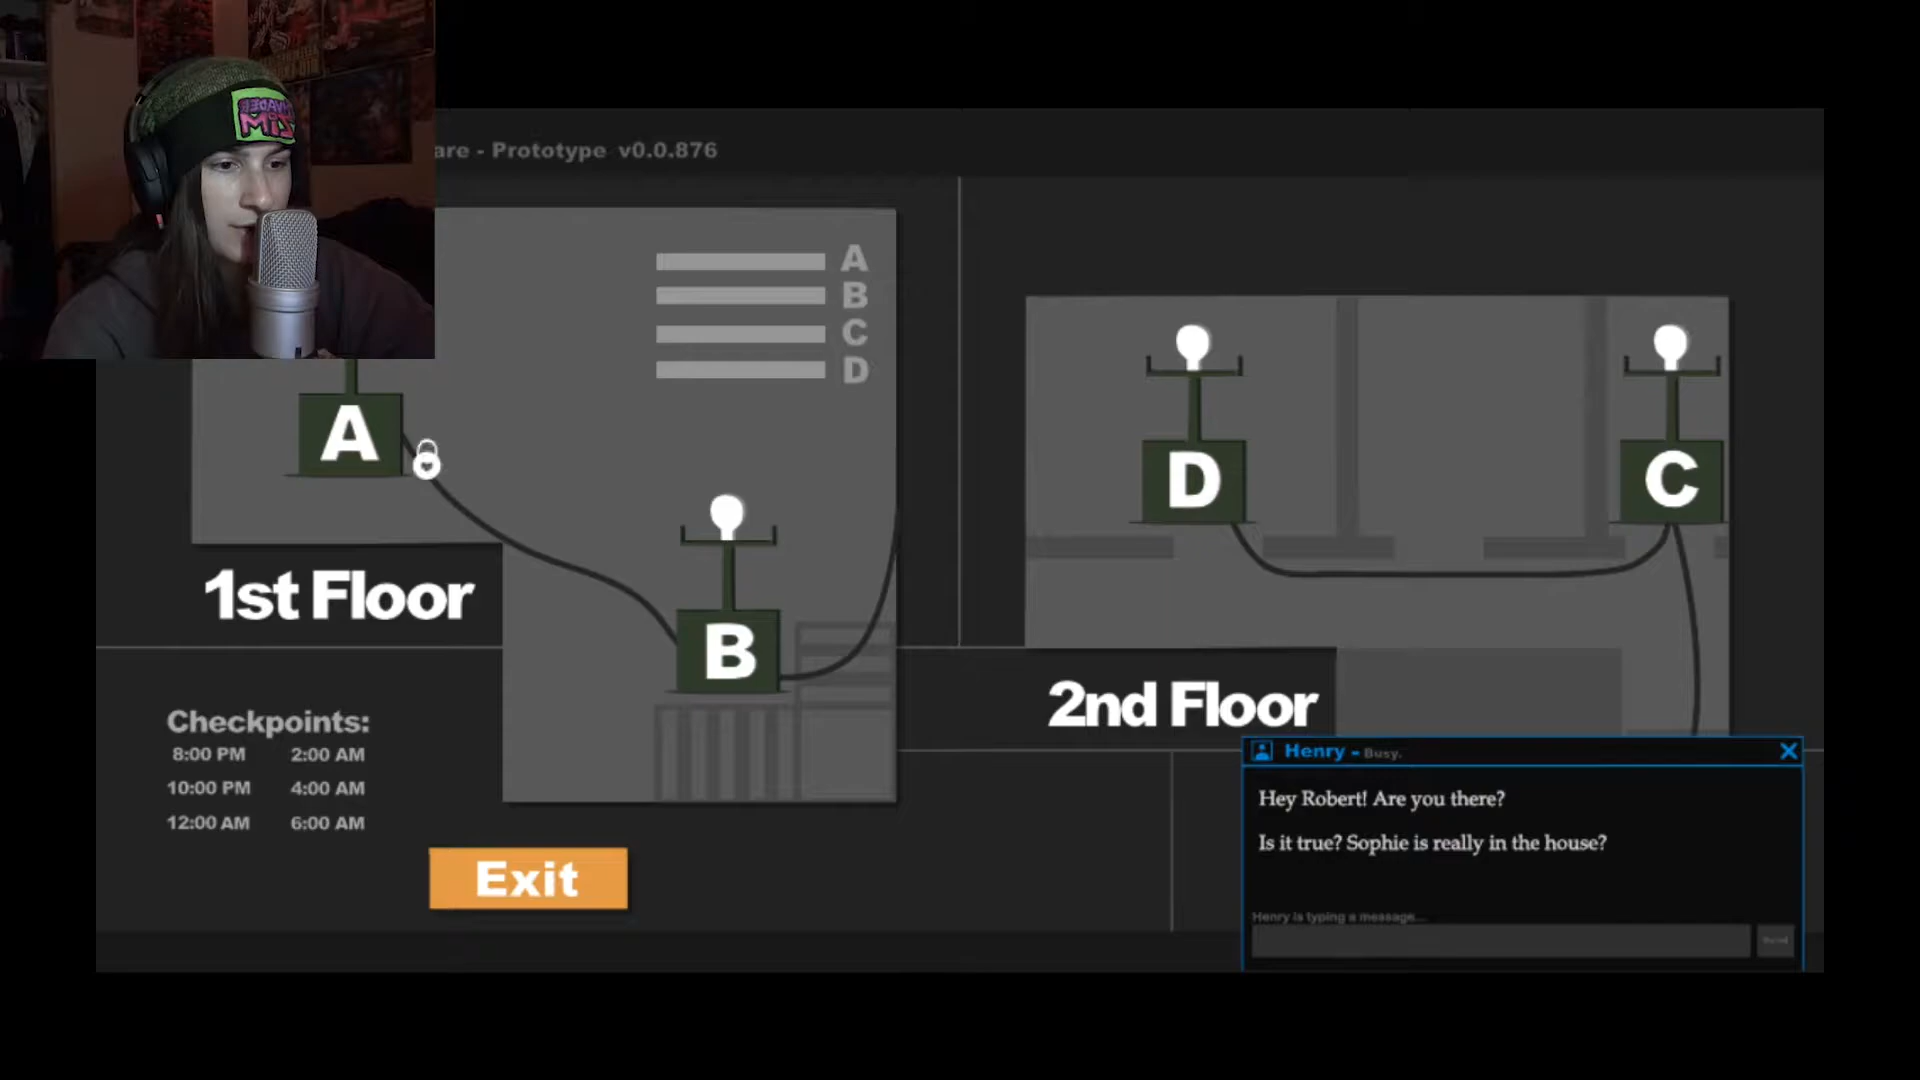 are - Prototype v0.0.876
A
B
C
D
A
B
D
C
1st Floor
2nd Floor
Checkpoints:
8:00 PM 2:00 AM
10:00 PM 4:00 AM
12:00 AM 6:00 AM
Exit
Henry - Busy.
Hey Robert! Are you there?
Is it true? Sophie is really in the house?
Henry is typing a message...